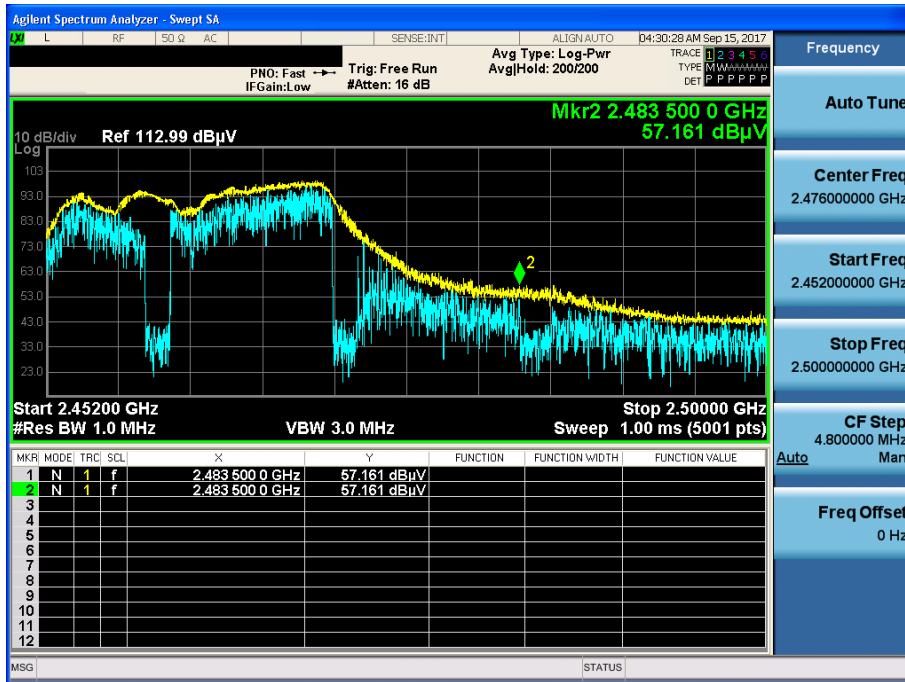 Agilent Spectrum Analyzer - Swept SA
LXI L RF 50 Ω AC SENSE:INT ALIGN AUTO 04:30:28 AM Sep 15, 2017
PNO: Fast Trig: Free Run Avg Type: Log-Pwr TRACE 1 2 3 4 5 6
IFGain:Low #Atten: 16 dB Avg|Hold: 200/200 TYPE M W
DET P P P P P P
Mkr2 2.483 500 0 GHz
57.161 dBµV
10 dB/div Ref 112.99 dBµV
Log
103
93.0
83.0
73.0
63.0
53.0
43.0
33.0
23.0
2
Start 2.45200 GHz Stop 2.50000 GHz
#Res BW 1.0 MHz VBW 3.0 MHz Sweep 1.00 ms (5001 pts)
MKR MODE TRC SCL X Y FUNCTION FUNCTION WIDTH FUNCTION VALUE
1 N 1 f 2.483 500 0 GHz 57.161 dBµV
2 N 1 f 2.483 500 0 GHz 57.161 dBµV
3
4
5
6
7
8
9
10
11
12
MSG STATUS
Frequency
Auto Tune
Center Freq
2.476000000 GHz
Start Freq
2.452000000 GHz
Stop Freq
2.500000000 GHz
CF Step
4.800000 MHz
Auto Man
Freq Offset
0 Hz